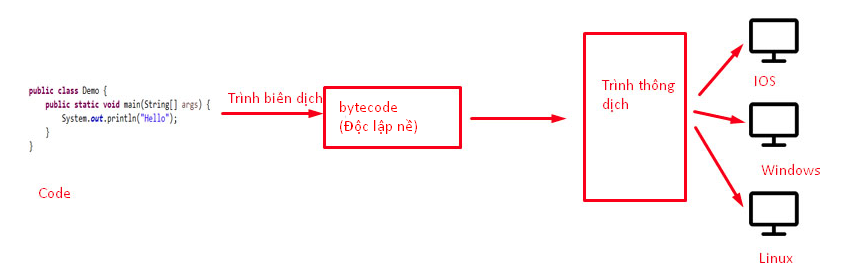 public class Demo {
public static void main(String[] args) {
System.out.println("Hello");
}
}
Code
Trình biên dịch
bytecode
(Độc lập nề)
Trình thông
dịch
IOS
Windows
Linux